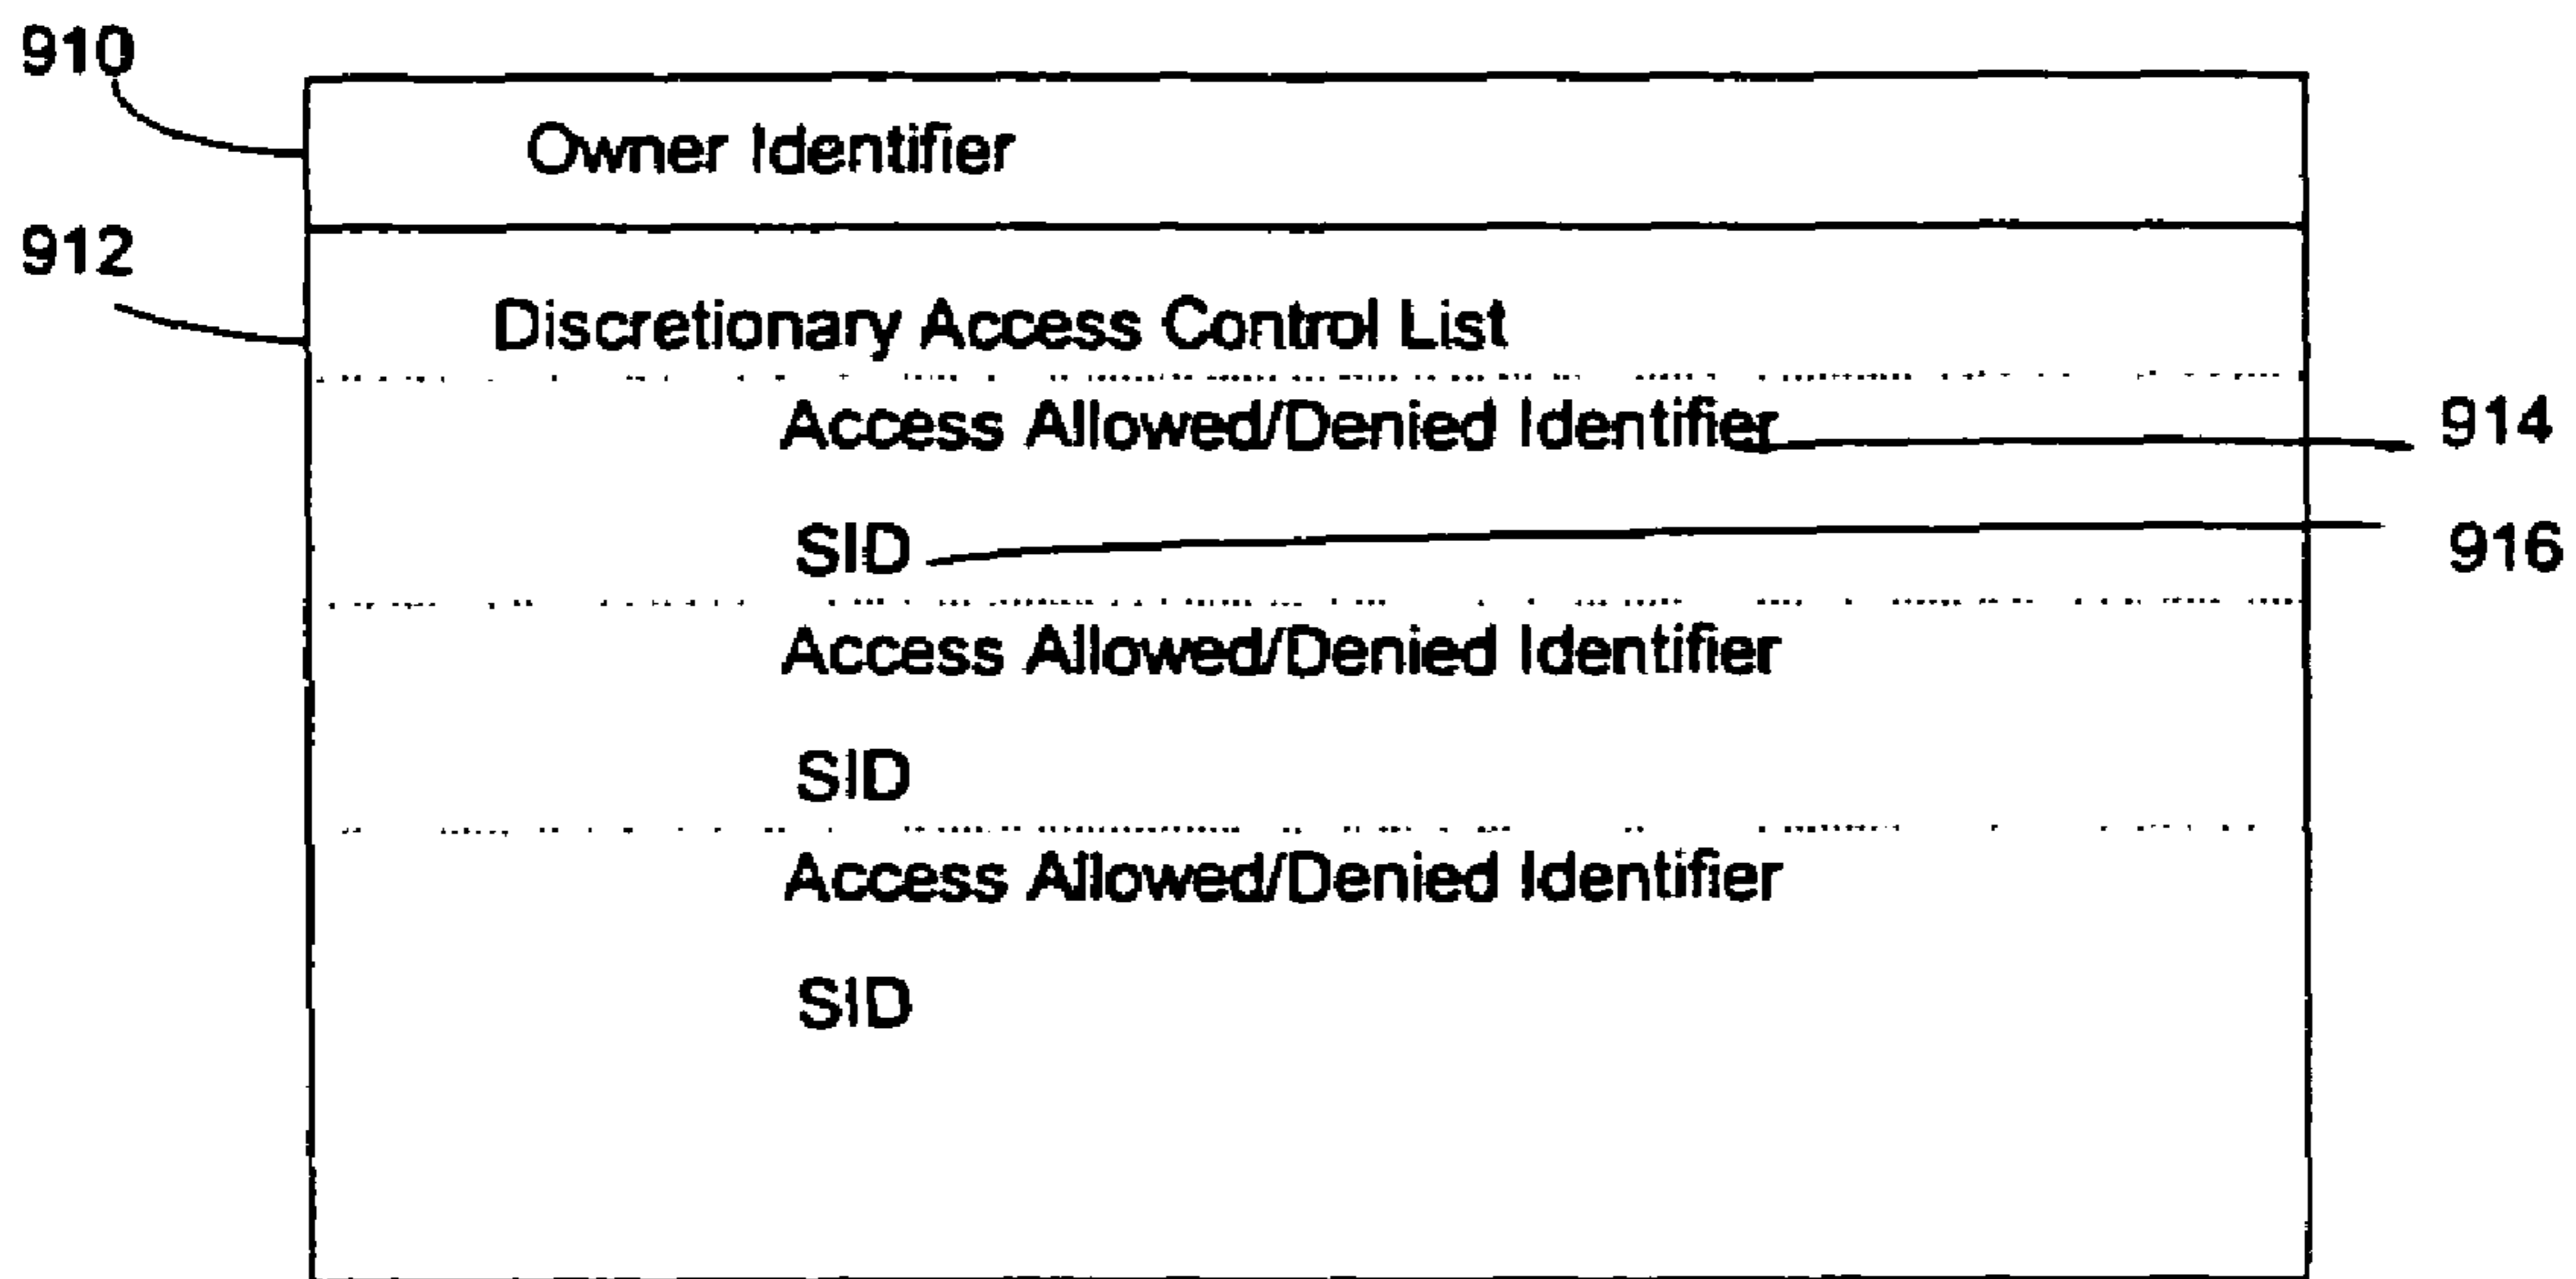 910
Owner Identifier
912
Discretionary Access Control List
Access Allowed/Denied Identifier
914
SID
916
Access Allowed/Denied Identifier
SID
Access Allowed/Denied Identifier
SID